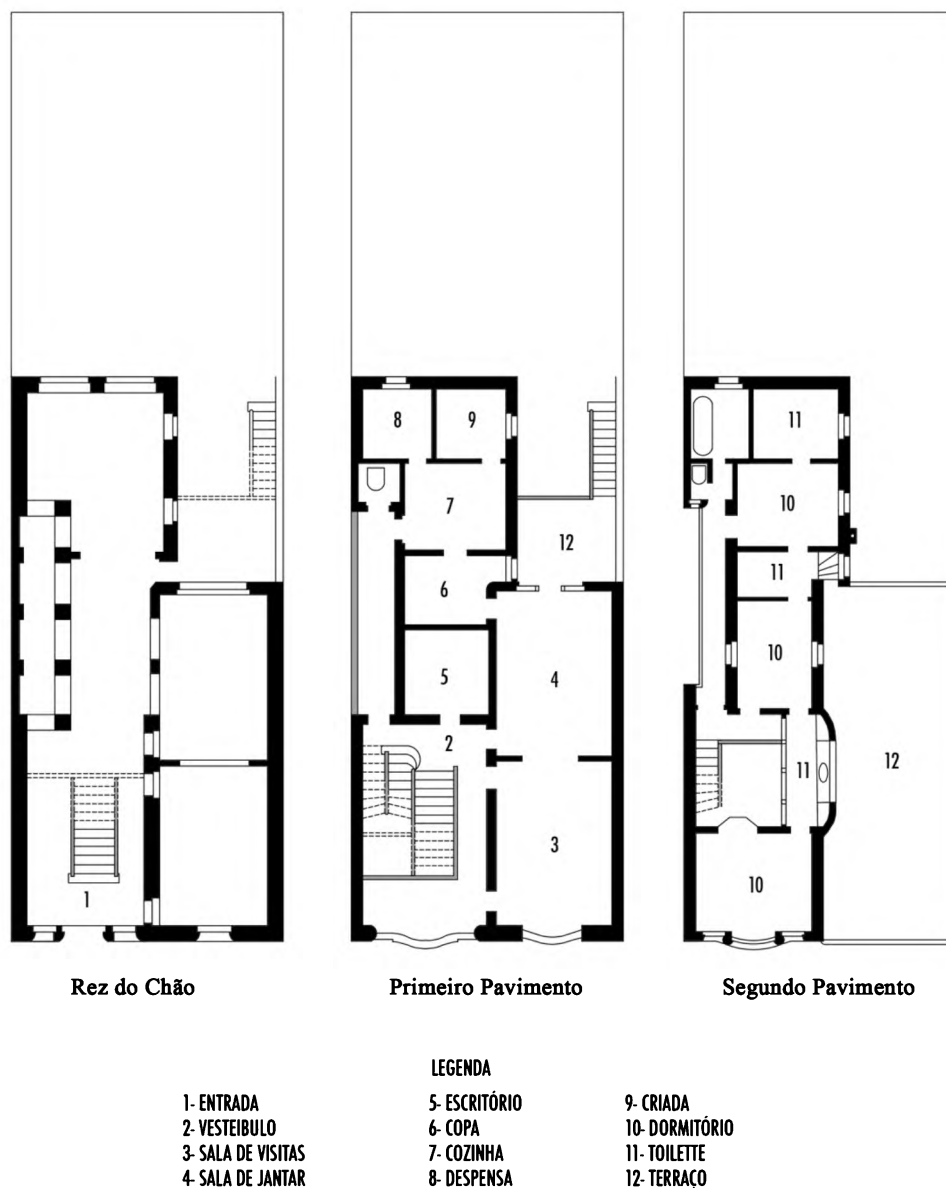 8
9
11
7
10
12
6
11
5
4
10
2
11
12
3
1
10
Rez do Chão
Primeiro Pavimento
Segundo Pavimento
LEGENDA
1- ENTRADA
2- VESTEIBULO
3- SALA DE VISITAS
4- SALA DE JANTAR
5- ESCRITÓRIO
6- COPA
7- COZINHA
8- DESPENSA
9- CRIADA
10- DORMITÓRIO
11- TOILETTE
12- TERRAÇO